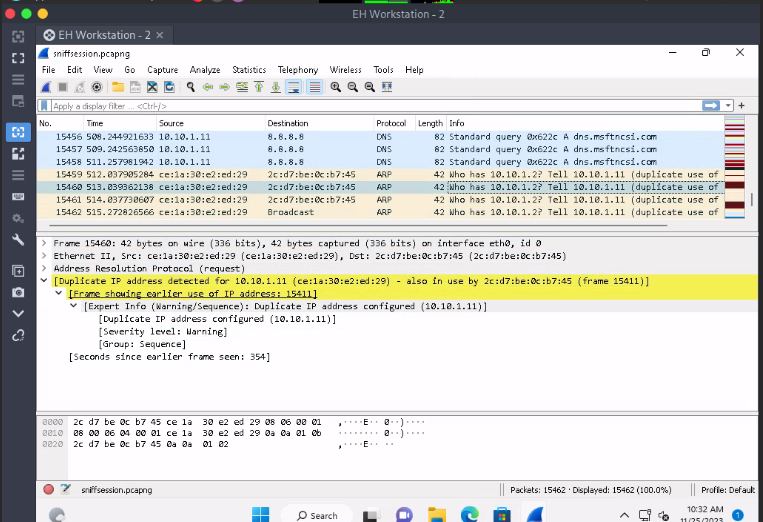 EH Workstation - 2
EH Workstation - 2 ×
sniffsession.pcapng
File Edit View Go Capture Analyze Statistics Telephony Wireless Tools Help
Apply a display filter ... <Ctrl-/>
No. Time Source Destination Protocol Length Info
15456 508.244921633 10.10.1.11 8.8.8.8 DNS 82 Standard query 0x622c A dns.msftncsi.com
15457 509.242563850 10.10.1.11 8.8.8.8 DNS 82 Standard query 0x622c A dns.msftncsi.com
15458 511.257981942 10.10.1.11 8.8.8.8 DNS 82 Standard query 0x622c A dns.msftncsi.com
15459 512.037905284 ce:1a:30:e2:ed:29 2c:d7:be:0c:b7:45 ARP 42 Who has 10.10.1.2? Tell 10.10.1.11 (duplicate use of
15460 513.039362138 ce:1a:30:e2:ed:29 2c:d7:be:0c:b7:45 ARP 42 Who has 10.10.1.2? Tell 10.10.1.11 (duplicate use of
15461 514.037730607 ce:1a:30:e2:ed:29 2c:d7:be:0c:b7:45 ARP 42 Who has 10.10.1.2? Tell 10.10.1.11 (duplicate use of
15462 515.272826566 ce:1a:30:e2:ed:29 Broadcast ARP 42 Who has 10.10.1.2? Tell 10.10.1.11 (duplicate use of
Frame 15460: 42 bytes on wire (336 bits), 42 bytes captured (336 bits) on interface eth0, id 0
Ethernet II, Src: ce:1a:30:e2:ed:29 (ce:1a:30:e2:ed:29), Dst: 2c:d7:be:0c:b7:45 (2c:d7:be:0c:b7:45)
Address Resolution Protocol (request)
[Duplicate IP address detected for 10.10.1.11 (ce:1a:30:e2:ed:29) - also in use by 2c:d7:be:0c:b7:45 (frame 15411)]
[Frame showing earlier use of IP address: 15411]
[Expert Info (Warning/Sequence): Duplicate IP address configured (10.10.1.11)]
[Duplicate IP address configured (10.10.1.11)]
[Severity level: Warning]
[Group: Sequence]
[Seconds since earlier frame seen: 354]
0000 2c d7 be 0c b7 45 ce 1a 30 e2 ed 29 08 06 00 01 ,····E·· 0··)····
0010 08 00 06 04 00 01 ce 1a 30 e2 ed 29 0a 0a 01 0b ········ 0··)····
0020 2c d7 be 0c b7 45 0a 0a 01 02 ,····E·· ··
sniffsession.pcapng Packets: 15462 · Displayed: 15462 (100.0%) Profile: Default
Search 10:32 AM
11/25/2023 1